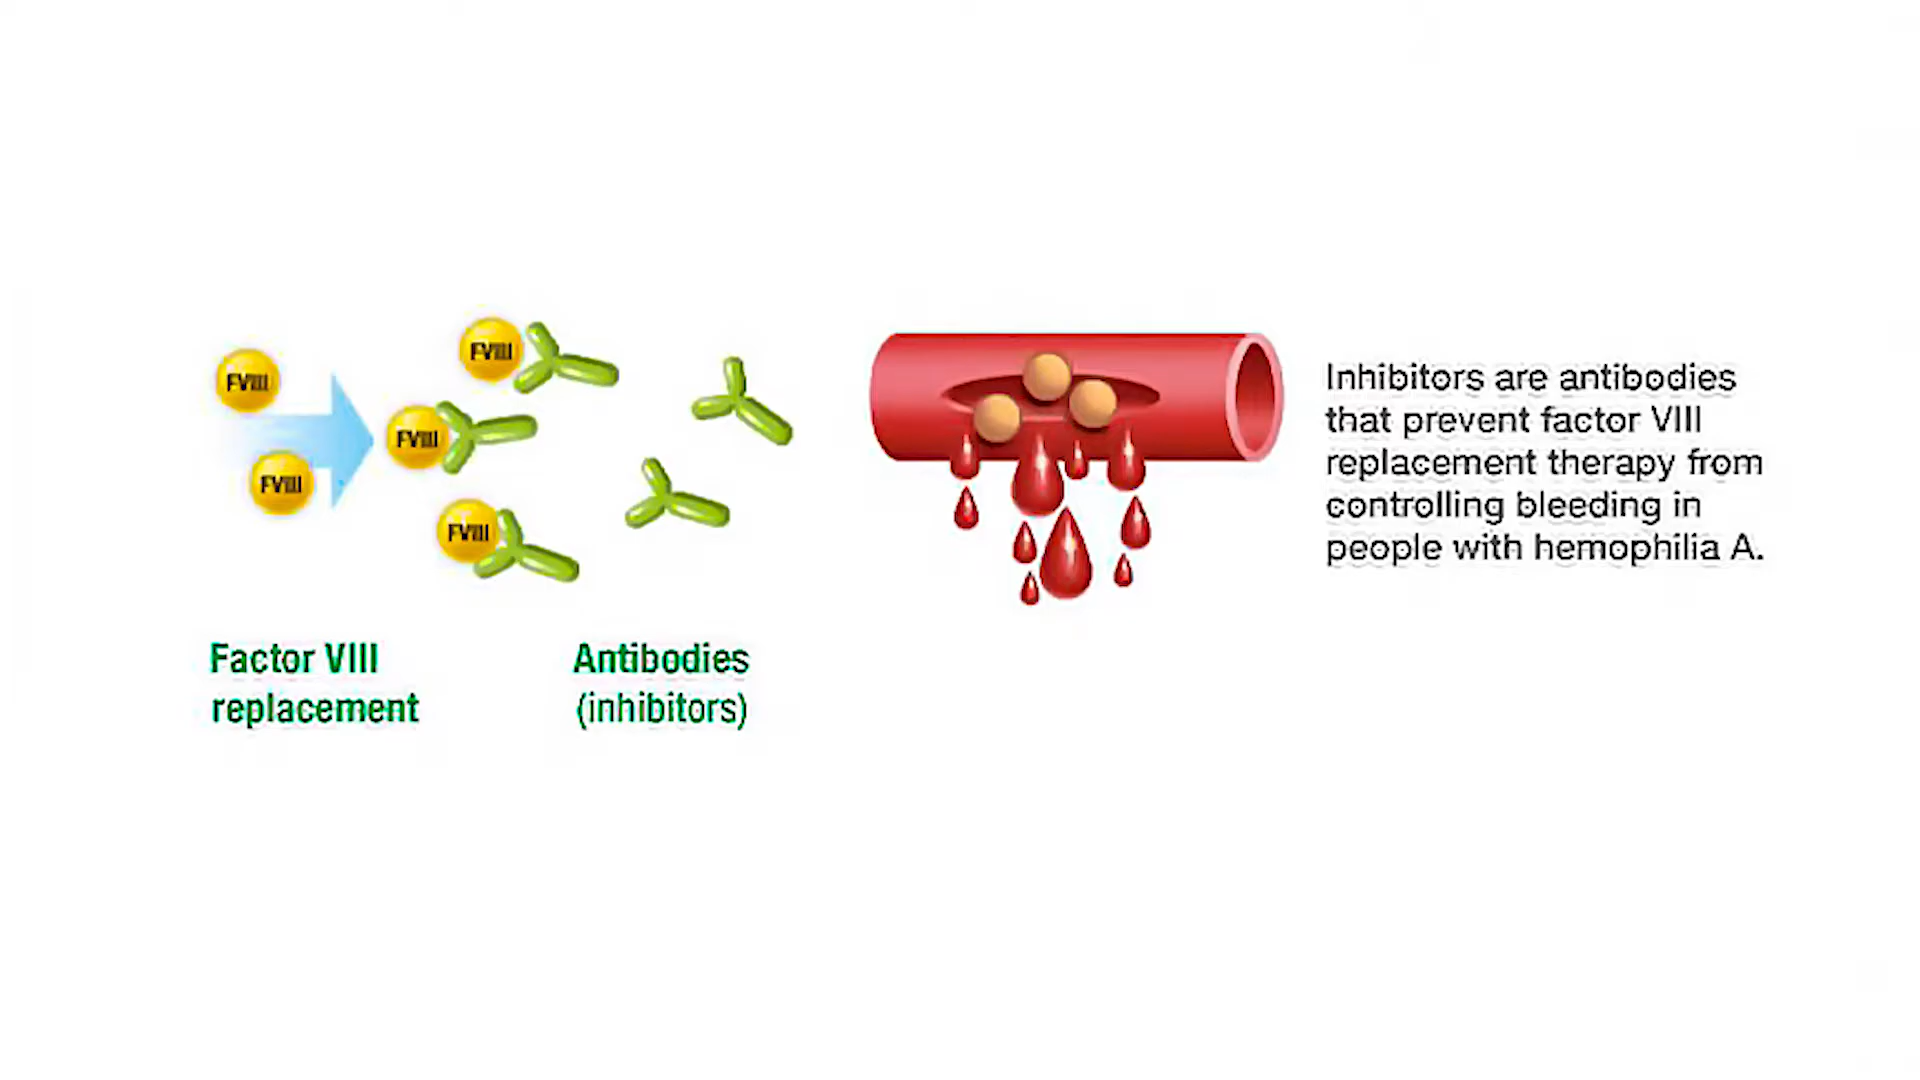 FVIII
FVIII
FVIII
FVIII
FVIII
Inhibitors are antibodies
that prevent factor VIII
replacement therapy from
controlling bleeding in
people with hemophilia A.
Factor VIII
replacement
Antibodies
(inhibitors)